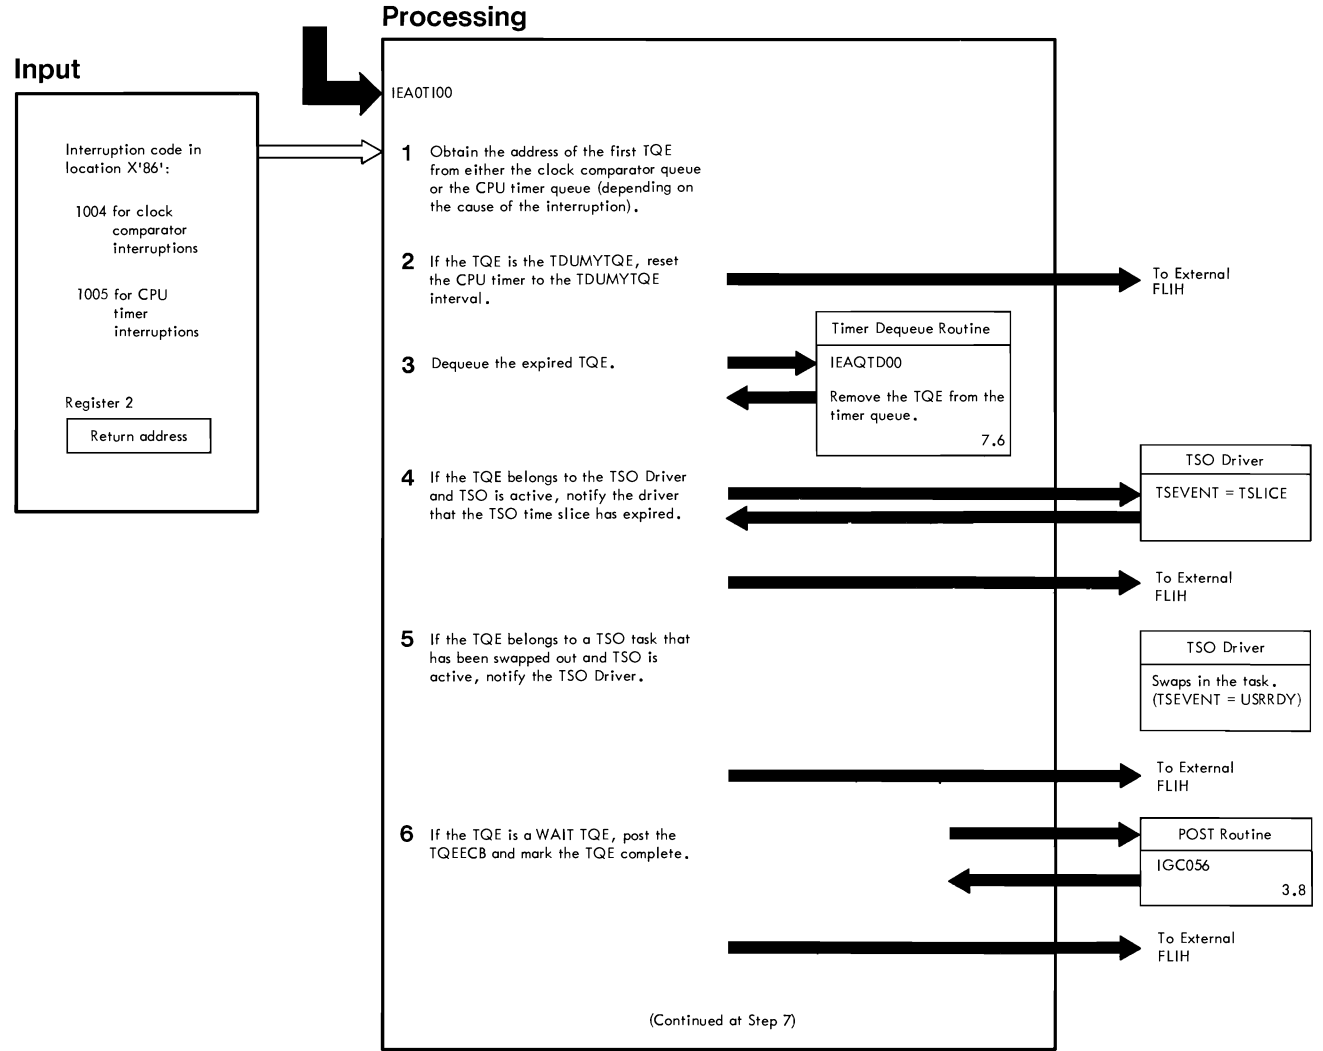 Processing
Input
IEA0TI00
Interruption code in
location X'86':
1004 for clock
comparator
interruptions
1005 for CPU
timer
interruptions
Register 2
Return address
1 Obtain the address of the first TQE
from either the clock comparator queue
or the CPU timer queue (depending on
the cause of the interruption).
2 If the TQE is the TDUMYTQE, reset
the CPU timer to the TDUMYTQE
interval.
To External
FLIH
3 Dequeue the expired TQE.
Timer Dequeue Routine
IEAQTD00
Remove the TQE from the
timer queue.
7.6
4 If the TQE belongs to the TSO Driver
and TSO is active, notify the driver
that the TSO time slice has expired.
TSO Driver
TSEVENT = TSLICE
To External
FLIH
5 If the TQE belongs to a TSO task that
has been swapped out and TSO is
active, notify the TSO Driver.
TSO Driver
Swaps in the task.
(TSEVENT = USRRDY)
To External
FLIH
6 If the TQE is a WAIT TQE, post the
TQEECB and mark the TQE complete.
POST Routine
IGC056
3.8
To External
FLIH
(Continued at Step 7)